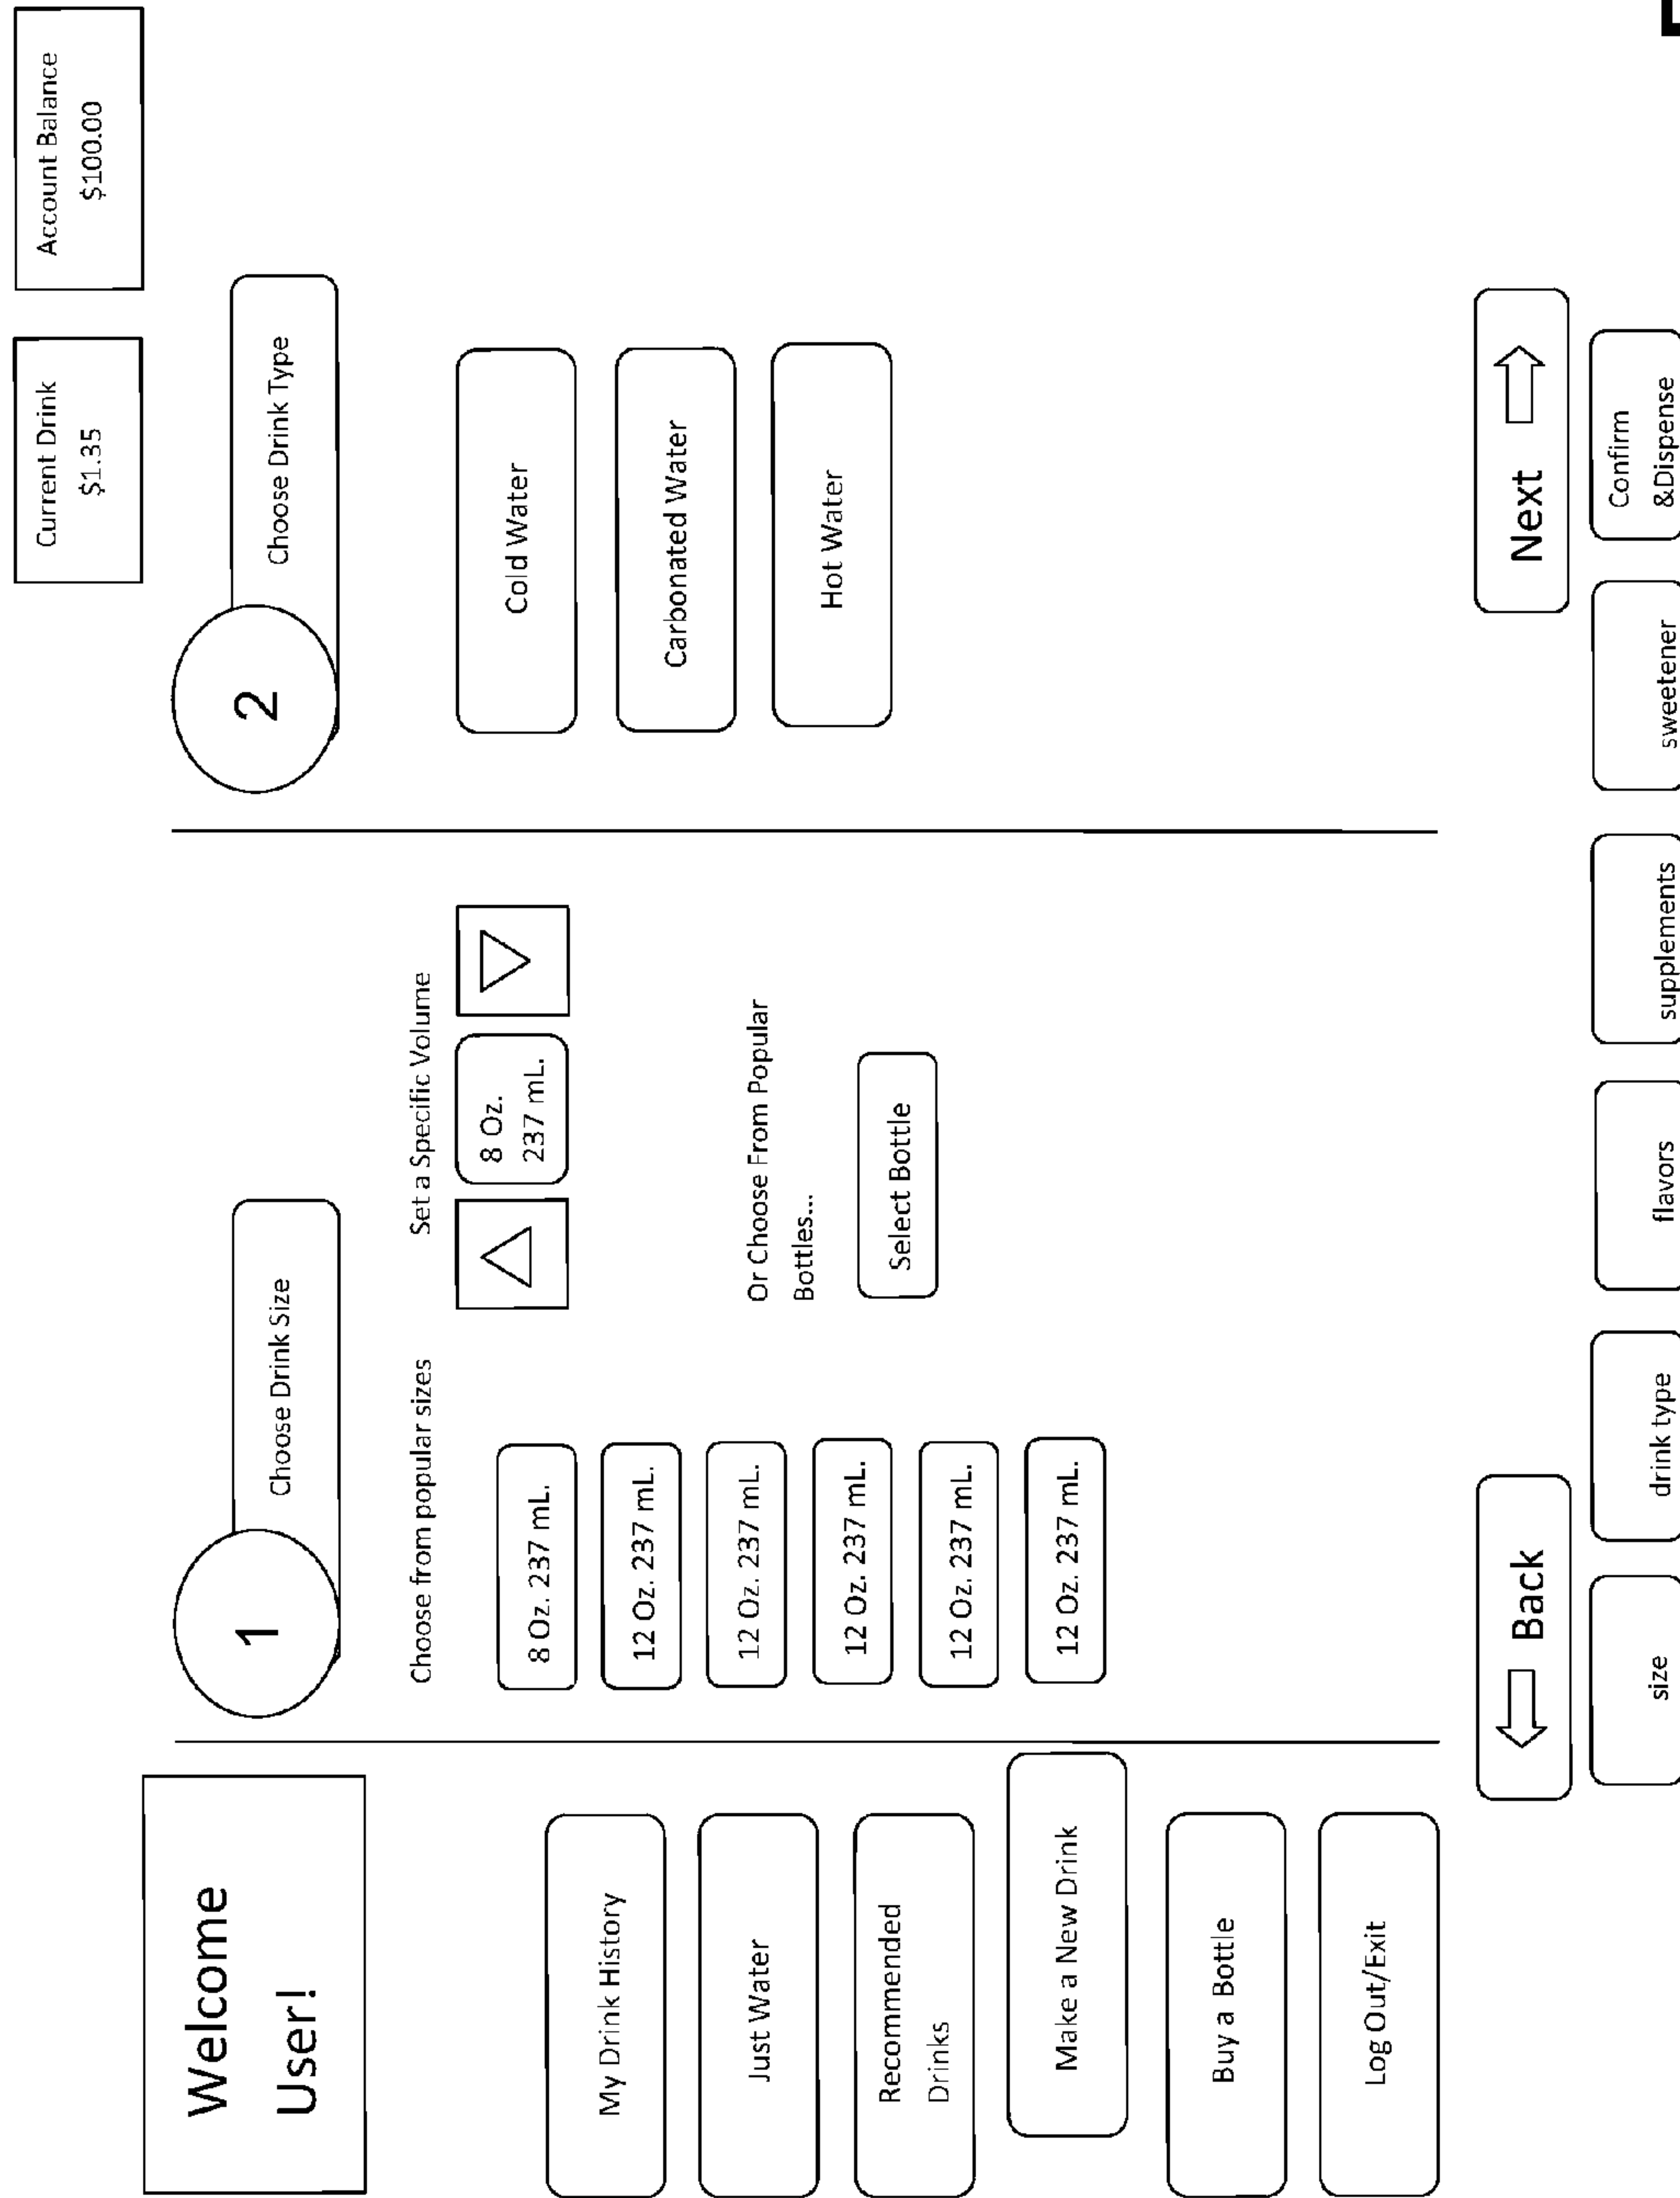 Current Drink
$1.35
Account Balance
$100.00
Welcome
User!
My Drink History
Just Water
Recommended
Drinks
Make a New Drink
Buy a Bottle
Log Out/Exit
1
Choose Drink Size
Choose from popular sizes
8 Oz. 237 mL.
12 Oz. 237 mL.
12 Oz. 237 mL.
12 Oz. 237 mL.
12 Oz. 237 mL.
12 Oz. 237 mL.
Set a Specific Volume
8 Oz.
237 mL.
Or Choose From Popular
Bottles...
Select Bottle
2
Choose Drink Type
Cold Water
Carbonated Water
Hot Water
Back
Next
size
drink type
flavors
supplements
sweetener
Confirm
&Dispense